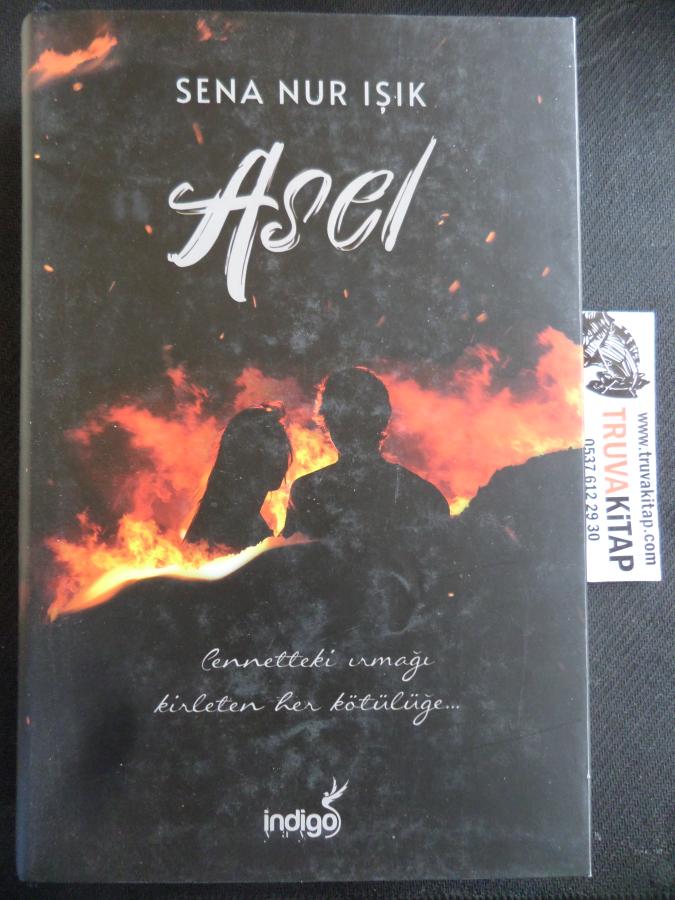 SENA NUR IŞIK
Asel
Cennetteki ırmağı
kirleten her kötülüğe...
indigo
www.truvakitap.com
TRUVAKİTAP
0537 612 29 30